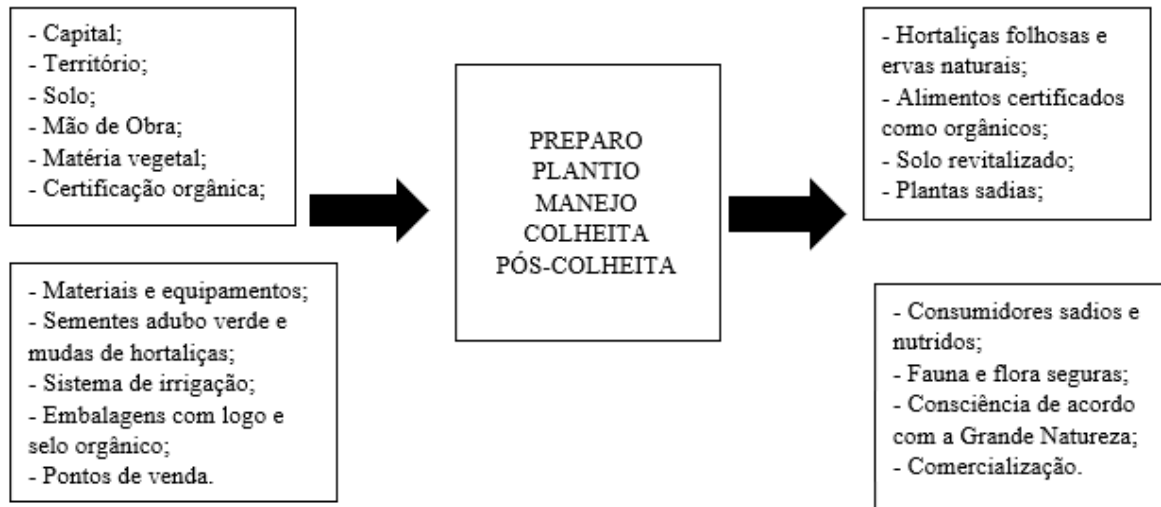 - Capital;
- Território;
- Solo;
- Mão de Obra;
- Matéria vegetal;
- Certificação orgânica;
- Materiais e equipamentos;
- Sementes adubo verde e
mudas de hortaliças;
- Sistema de irrigação;
- Embalagens com logo e
selo orgânico;
- Pontos de venda.
PREPARO
PLANTIO
MANEJO
COLHEITA
PÓS-COLHEITA
- Hortaliças folhosas e
ervas naturais;
- Alimentos certificados
como orgânicos;
- Solo revitalizado;
- Plantas sadias;
- Consumidores sadios e
nutridos;
- Fauna e flora seguras;
- Consciência de acordo
com a Grande Natureza;
- Comercialização.